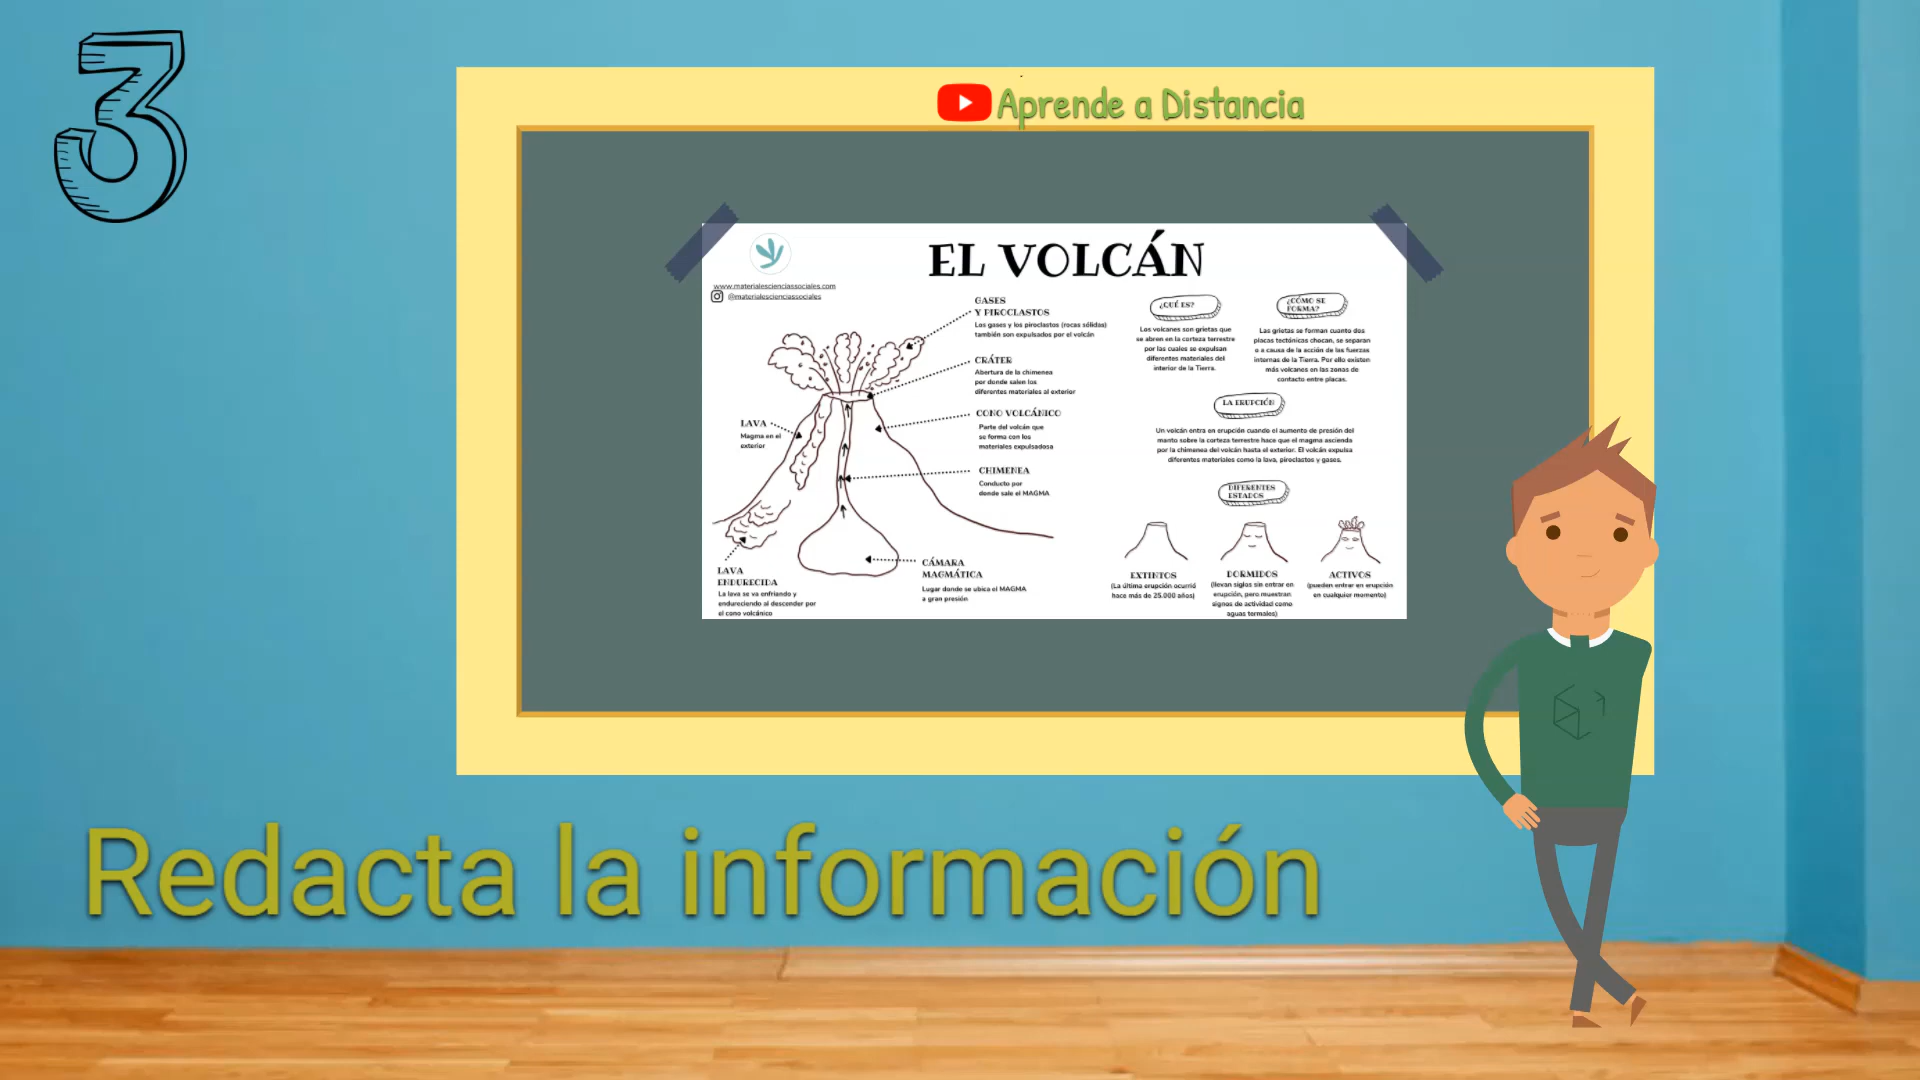 3
Aprende a Distancia
EL VOLCÁN
www.materialescienciassociales.com
@materialescienciassociales
GASES
Y PIROCLASTOS
Los gases y los piroclastos (rocas sólidas)
también son expulsados por el volcán
CRÁTER
Abertura de la chimenea
por donde salen los
diferentes materiales al exterior
CONO VOLCÁNICO
Parte del volcán que
se forma con los
materiales expulsadosa
CHIMENEA
Conducto por
donde sale el MAGMA
LAVA
Magma en el
exterior
LAVA
ENDURECIDA
La lava se va enfriando y
endureciendo al descender por
el cono volcánico
CÁMARA
MAGMÁTICA
Lugar donde se ubica el MAGMA
a gran presión
¿QUÉ ES?
Los volcanes son grietas que
se abren en la corteza terrestre
por las cuales se expulsan
diferentes materiales del
interior de la Tierra.
¿CÓMO SE
FORMA?
Las grietas se forman cuanto dos
placas tectónicas chocan, se separan
o a causa de la acción de las fuerzas
internas de la Tierra. Por ello existen
más volcanes en las zonas de
contacto entre placas.
LA ERUPCIÓN
Un volcán entra en erupción cuando el aumento de presión del
manto sobre la corteza terrestre hace que el magma ascienda
por la chimenea del volcán hasta el exterior. El volcán expulsa
diferentes materiales como la lava, piroclastos y gases.
DIFERENTES
ESTADOS
EXTINTOS
(La última erupción ocurrió
hace más de 25.000 años)
DORMIDOS
(llevan siglos sin entrar en
erupción, pero muestran
signos de actividad como
aguas termales)
ACTIVOS
(pueden entrar en erupción
en cualquier momento)
Redacta la información